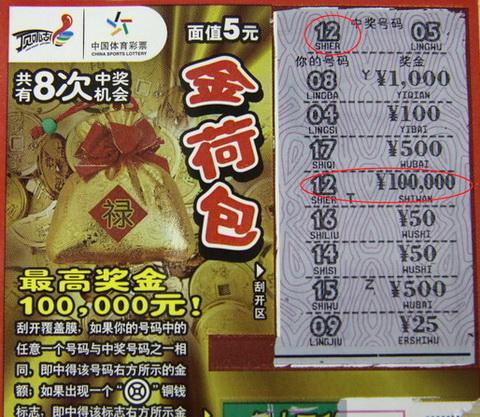 顶呱呱
中国体育彩票
CHINA SPORTS LOTTERY
面值5元
共有8次中奖机会
金荷包
禄
最高奖金
100,000元!
刮开覆盖膜,如果你的号码中的
任意一个号码与中奖号码之一相
同,即中得该号码右方所示的金
额;如果出现一个“”铜钱
标志,即中得该标志右方所示金
刮开区
12 中奖号码 05
SHIER LINGWU
你的号码 奖金
08 Y ¥1,000
LINGBA YIQIAN
04 ¥100
LINGSI YIBAI
17 ¥500
SHIQI WUBAI
12 ¥100,000
SHIER T SHIWAN
16 ¥50
SHILIU WUSHI
14 ¥50
SHISI WUSHI
15 Z ¥500
SHIWU WUBAI
09 ¥25
LINGJIU ERSHIWU